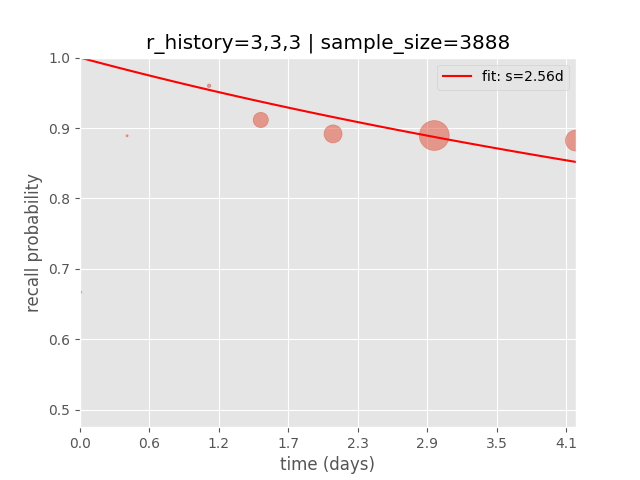 r_history=3,3,3 | sample_size=3888
fit: s=2.56d
1.0
0.9
0.8
0.7
0.6
0.5
recall probability
0.0 0.6 1.2 1.7 2.3 2.9 3.5 4.1
time (days)